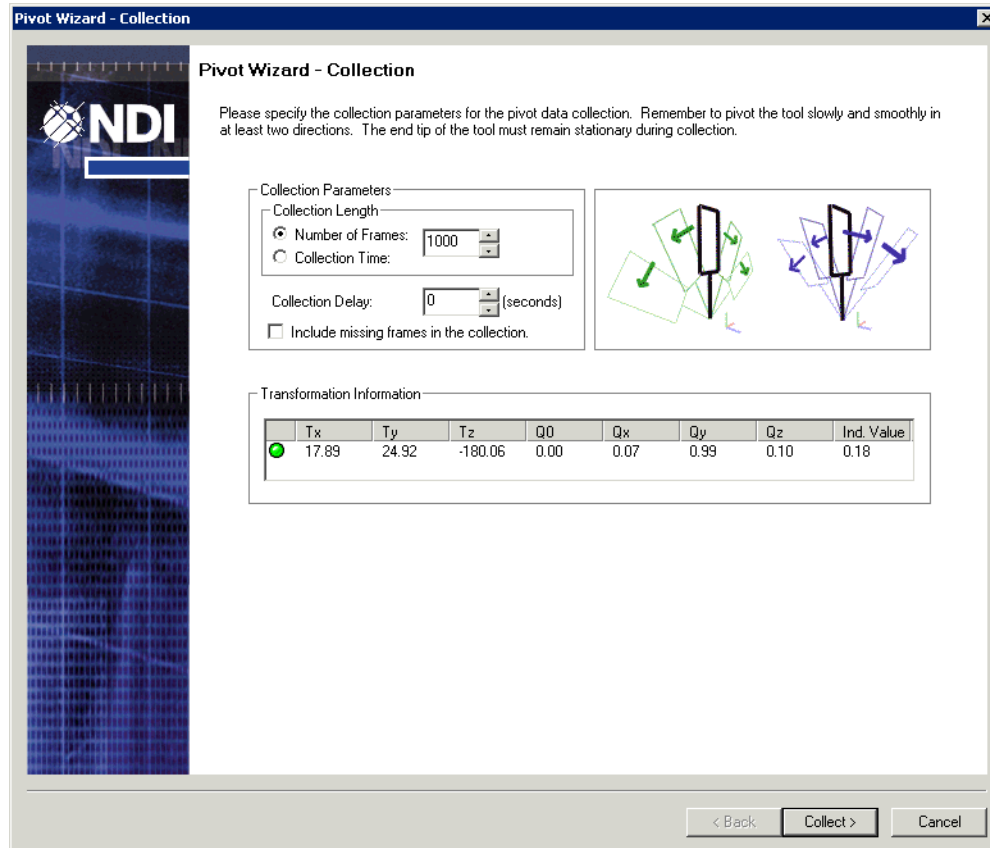 Pivot Wizard - Collection
NDI
Pivot Wizard - Collection
Please specify the collection parameters for the pivot data collection. Remember to pivot the tool slowly and smoothly in
at least two directions. The end tip of the tool must remain stationary during collection.
Collection Parameters
Collection Length
Number of Frames: 1000
Collection Time:
Collection Delay: 0 (seconds)
Include missing frames in the collection.
Transformation Information
Tx Ty Tz Q0 Qx Qy Qz Ind. Value
17.89 24.92 -180.06 0.00 0.07 0.99 0.10 0.18
< Back Collect > Cancel